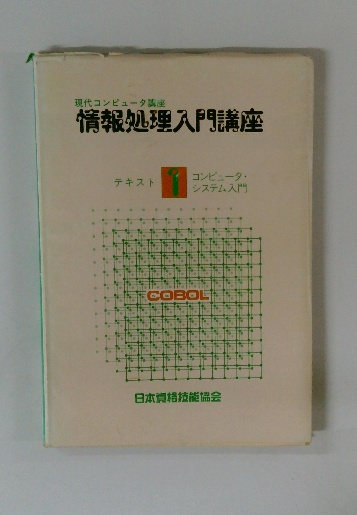 現代コンピュータ講座
情報処理入門講座
テキスト 1 コンピュータ・
システム入門
COBOL
日本資格技能協会